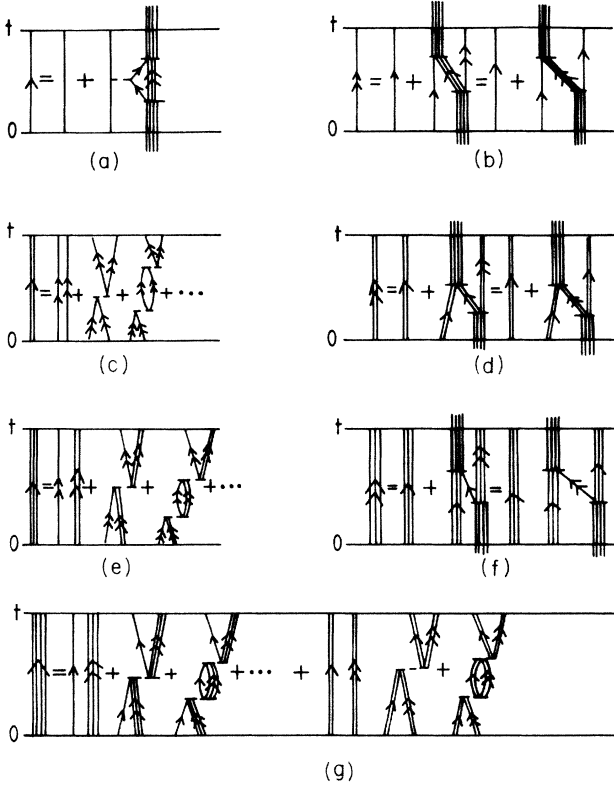 t
t
= + -
= + = +
0
0
(a)
(b)
t
t
= + + + ....
= + = +
0
0
(c)
(d)
t
t
= + + + ...
= + = +
0
0
(e)
(f)
t
= + + + ... + - +
0
(g)